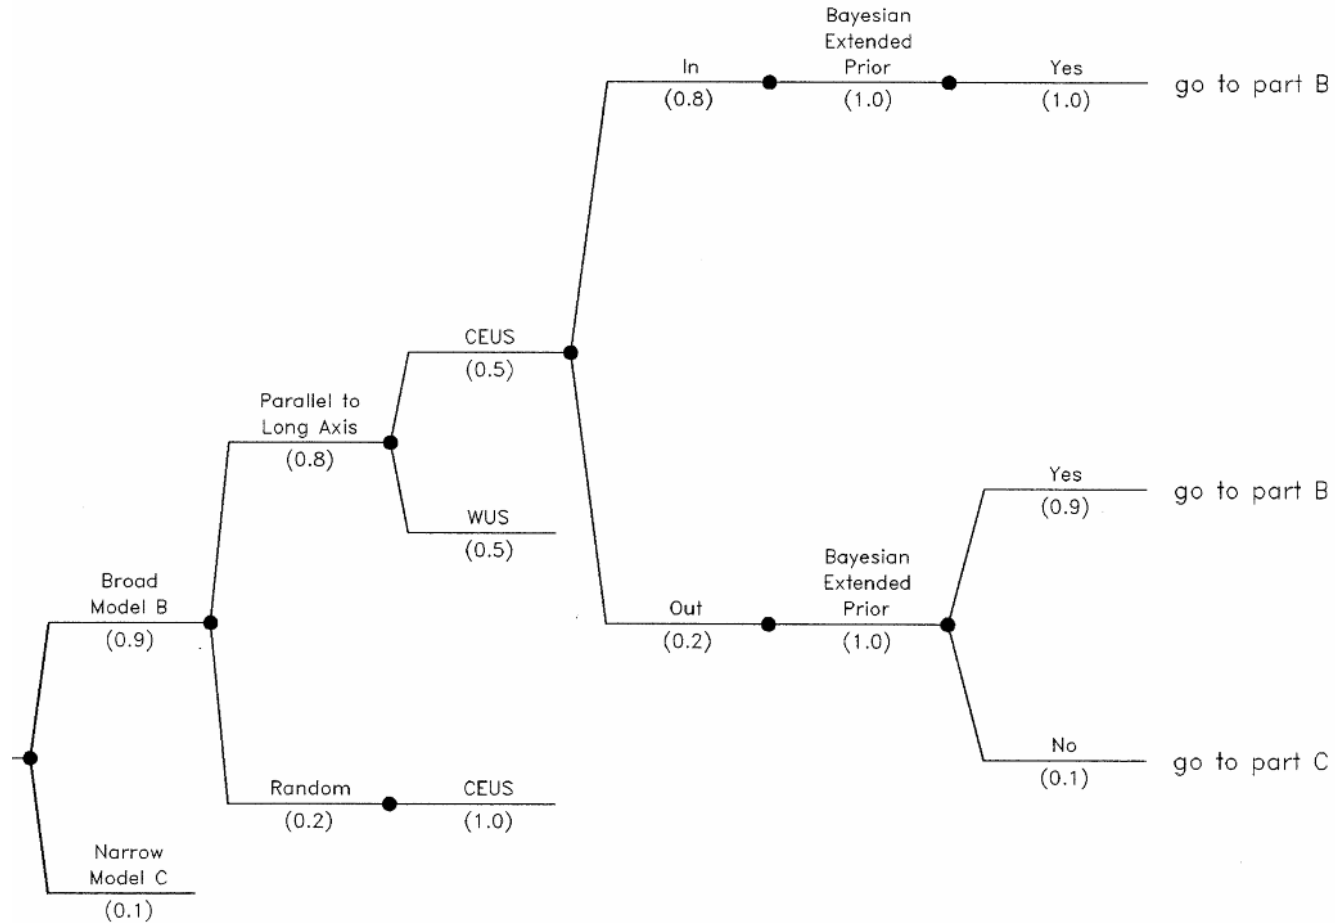 Bayesian
Extended
Prior
(1.0)
In
(0.8)
Yes
(1.0)
go to part B
CEUS
(0.5)
Parallel to
Long Axis
(0.8)
WUS
(0.5)
Yes
(0.9)
go to part B
Broad
Model B
(0.9)
Out
(0.2)
Bayesian
Extended
Prior
(1.0)
No
(0.1)
go to part C
Random
(0.2)
CEUS
(1.0)
Narrow
Model C
(0.1)